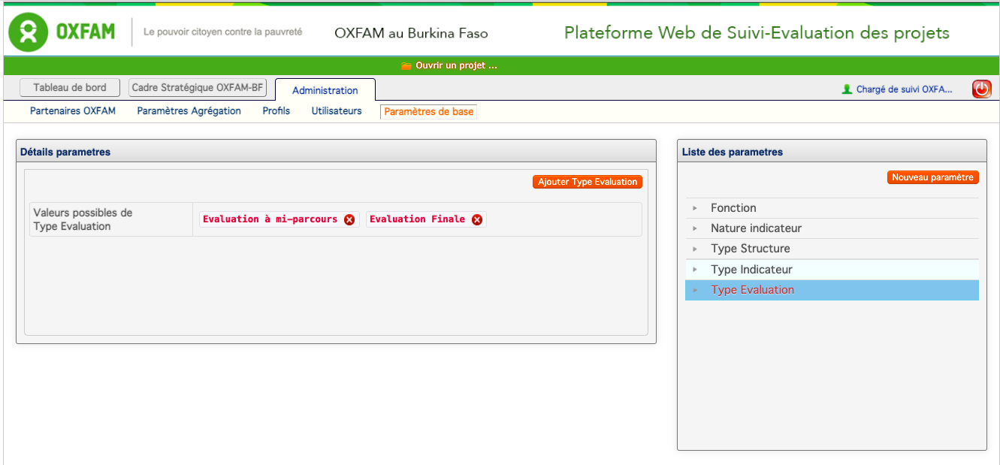 OXFAM
Le pouvoir citoyen contre la pauvreté
OXFAM au Burkina Faso
Plateforme Web de Suivi-Evaluation des projets
Ouvrir un projet ...
Tableau de bord
Cadre Stratégique OXFAM-BF
Administration
Chargé de suivi OXFA...
Partenaires OXFAM
Paramètres Agrégation
Profils
Utilisateurs
Paramètres de base
Détails parametres
Ajouter Type Evaluation
Valeurs possibles de
Type Evaluation
Evaluation à mi-parcours
Evaluation Finale
Liste des parametres
Nouveau paramètre
Fonction
Nature indicateur
Type Structure
Type Indicateur
Type Evaluation